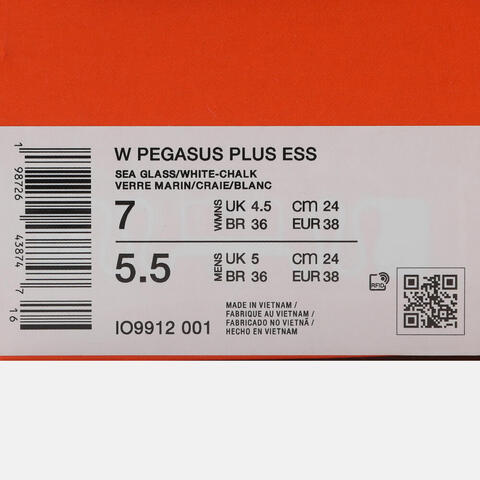 W PEGASUS PLUS ESS
SEA GLASS/WHITE-CHALK
VERRE MARIN/CRAIE/BLANC
7 WMNS UK 4.5 CM 24
BR 36 EUR 38
5.5 MENS UK 5 CM 24
BR 36 EUR 38
IO9912 001
MADE IN VIETNAM /
FABRIQUE AU VIETNAM /
FABRICADO NO VIETNÃ /
HECHO EN VIETNAM
RFID
1 98726 43874 7 16